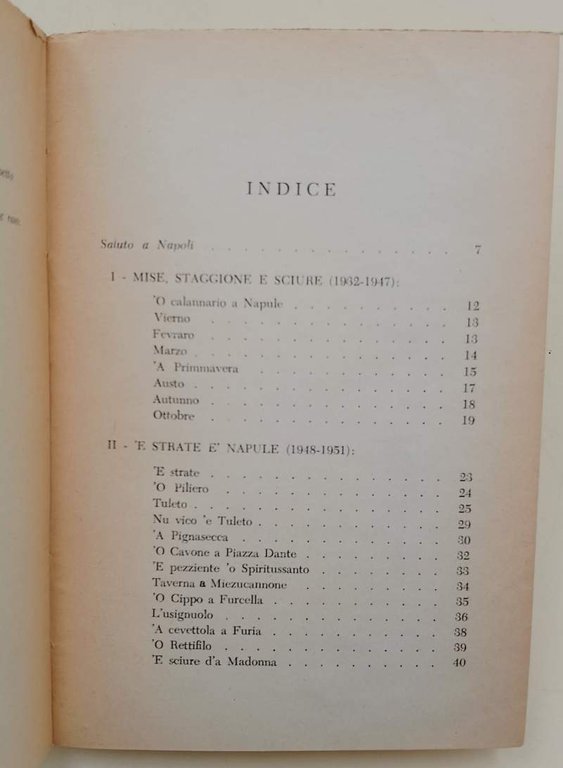 INDICE
Saluto a Napoli . . . . . . . . . . . . 7
I - MISE, STAGGIONE E SCIURE (1932-1947):
'O calannario a Napule . . . . . . . . . . 12
Vierno . . . . . . . . . . . . . 13
Fevraro . . . . . . . . . . . . . 13
Marzo . . . . . . . . . . . . . 14
'A Primmavera . . . . . . . . . . . 15
Austo . . . . . . . . . . . . . 17
Autunno . . . . . . . . . . . . . 18
Ottobre . . . . . . . . . . . . . 19
II - 'E STRATE E' NAPULE (1948-1951):
'E strate . . . . . . . . . . . . . 23
'O Piliero . . . . . . . . . . . . 24
Tuleto . . . . . . . . . . . . . 25
Nu vico 'e Tuleto . . . . . . . . . . . 29
'A Pignasecca . . . . . . . . . . . 30
'O Cavone a Piazza Dante . . . . . . . . . 32
'E pezziente 'o Spiritussanto . . . . . . . . 33
Taverna a Miezucannone . . . . . . . . . 34
'O Cippo a Furcella . . . . . . . . . . 35
L'usignuolo . . . . . . . . . . . . 36
'A cevettola a Furia . . . . . . . . . . 38
'O Rettifilo . . . . . . . . . . . . 39
'E sciure d'a Madonna . . . . . . . . . 40